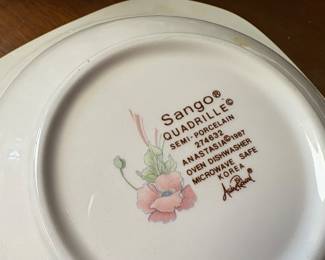 Sango®
QUADRILLE©
SEMI-PORCELAIN
274632
ANASTASIA©1987
OVEN DISHWASHER
MICROWAVE SAFE
KOREA